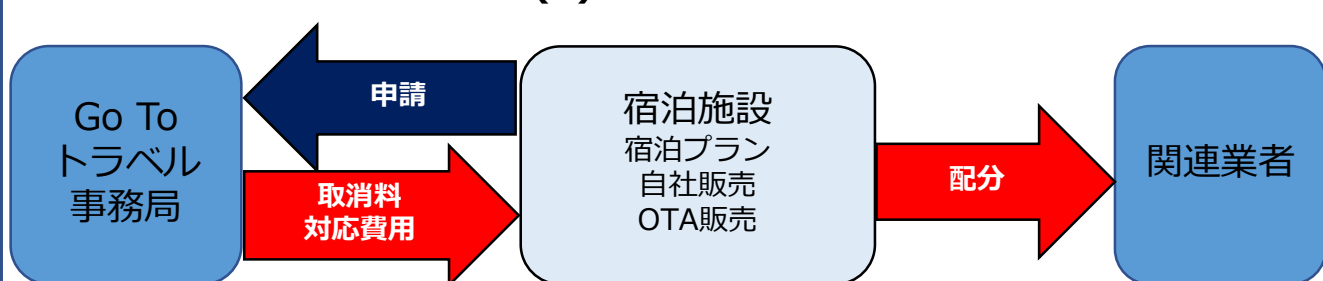 申請
Go To
トラベル
事務局
取消料
対応費用
宿泊施設
宿泊プラン
自社販売
OTA販売
配分
関連業者